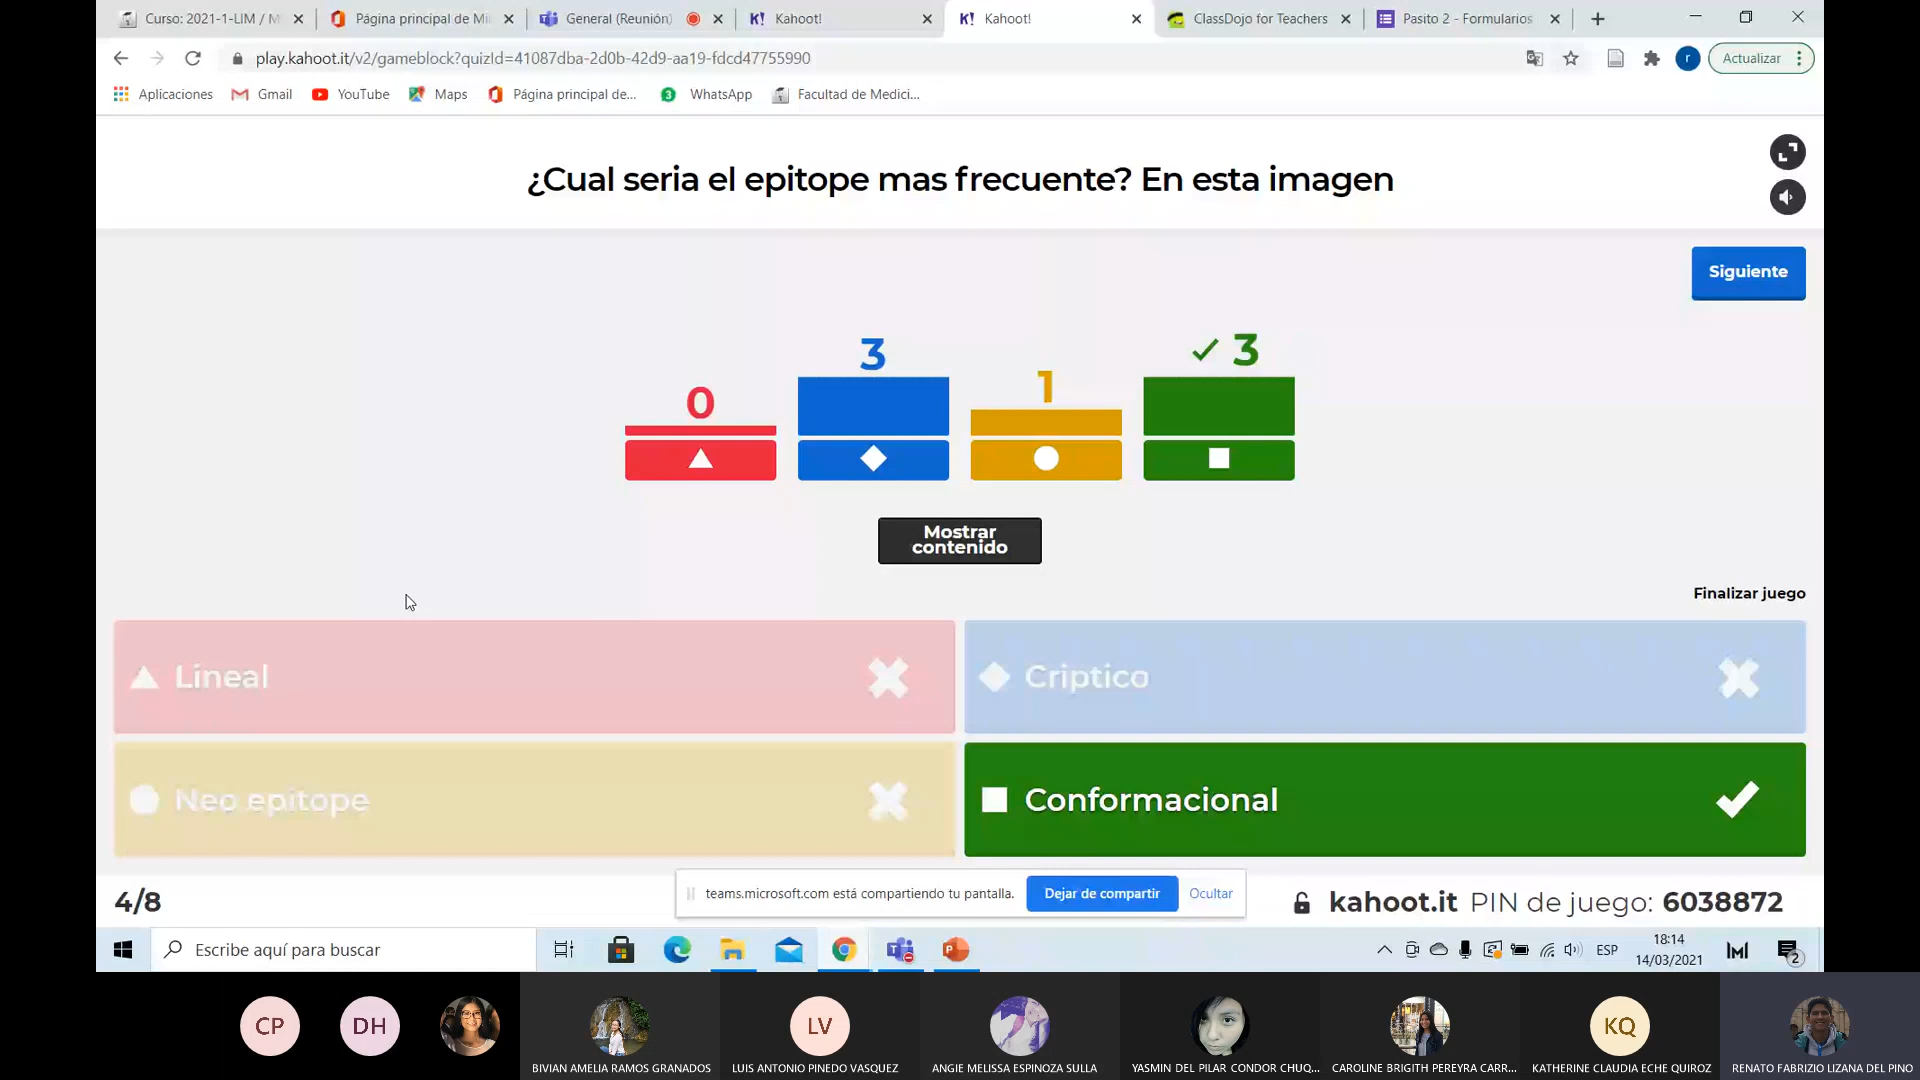 Curso: 2021-1-LIM / M
Página principal de Mi
General (Reunión)
Kahoot!
Kahoot!
ClassDojo for Teachers
Pasito 2 - Formularios
play.kahoot.it/v2/gameblock?quizId=41087dba-2d0b-42d9-aa19-fdcd47755990
r
Actualizar
Aplicaciones
Gmail
YouTube
Maps
Página principal de...
WhatsApp
Facultad de Medici...
¿Cual seria el epitope mas frecuente? En esta imagen
Siguiente
0
3
1
3
Mostrar
contenido
Finalizar juego
Lineal
Criptico
Neo epitope
Conformacional
4/8
teams.microsoft.com está compartiendo tu pantalla.
Dejar de compartir
Ocultar
kahoot.it PIN de juego: 6038872
Escribe aquí para buscar
ESP
18:14
14/03/2021
2
CP
DH
LV
KQ
BIVIAN AMELIA RAMOS GRANADOS
LUIS ANTONIO PINEDO VASQUEZ
ANGIE MELISSA ESPINOZA SULLA
YASMIN DEL PILAR CONDOR CHUQ...
CAROLINE BRIGITH PEREYRA CARR...
KATHERINE CLAUDIA ECHE QUIROZ
RENATO FABRIZIO LIZANA DEL PINO